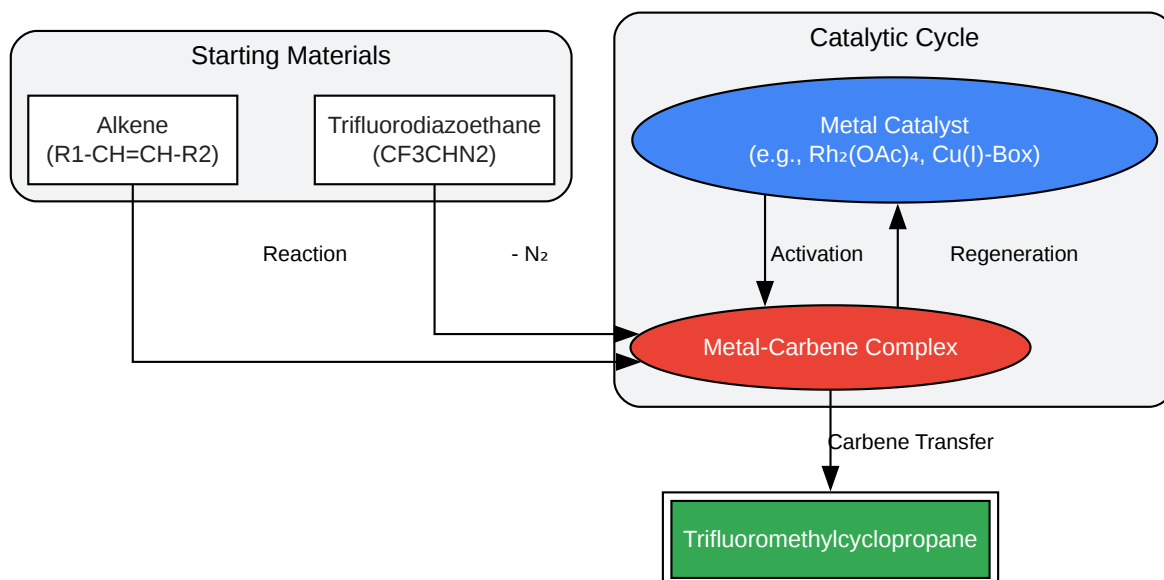 Starting Materials
Alkene
(R1-CH=CH-R2)
Trifluorodiazoethane
(CF3CHN2)
Catalytic Cycle
Metal Catalyst
(e.g., Rh₂(OAc)₄, Cu(I)-Box)
Reaction
- N₂
Activation
Regeneration
Metal-Carbene Complex
Carbene Transfer
Trifluoromethylcyclopropane